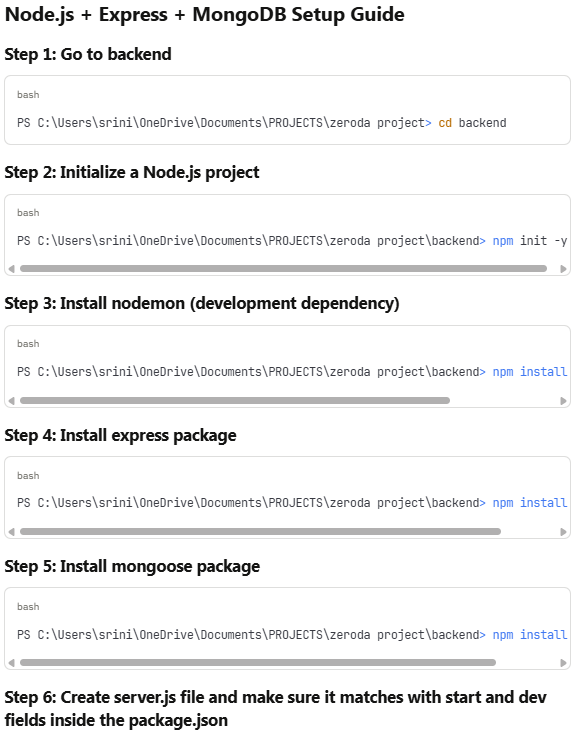 Node.js + Express + MongoDB Setup Guide
Step 1: Go to backend
bash
PS C:\Users\srini\OneDrive\Documents\PROJECTS\zeroda project> cd backend
Step 2: Initialize a Node.js project
bash
PS C:\Users\srini\OneDrive\Documents\PROJECTS\zeroda project\backend> npm init -y
Step 3: Install nodemon (development dependency)
bash
PS C:\Users\srini\OneDrive\Documents\PROJECTS\zeroda project\backend> npm install
Step 4: Install express package
bash
PS C:\Users\srini\OneDrive\Documents\PROJECTS\zeroda project\backend> npm install
Step 5: Install mongoose package
bash
PS C:\Users\srini\OneDrive\Documents\PROJECTS\zeroda project\backend> npm install
Step 6: Create server.js file and make sure it matches with start and dev
fields inside the package.json